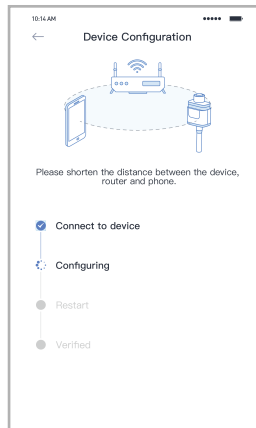 10:14 AM
Device Configuration
Please shorten the distance between the device,
router and phone.
Connect to device
Configuring
Restart
Verified